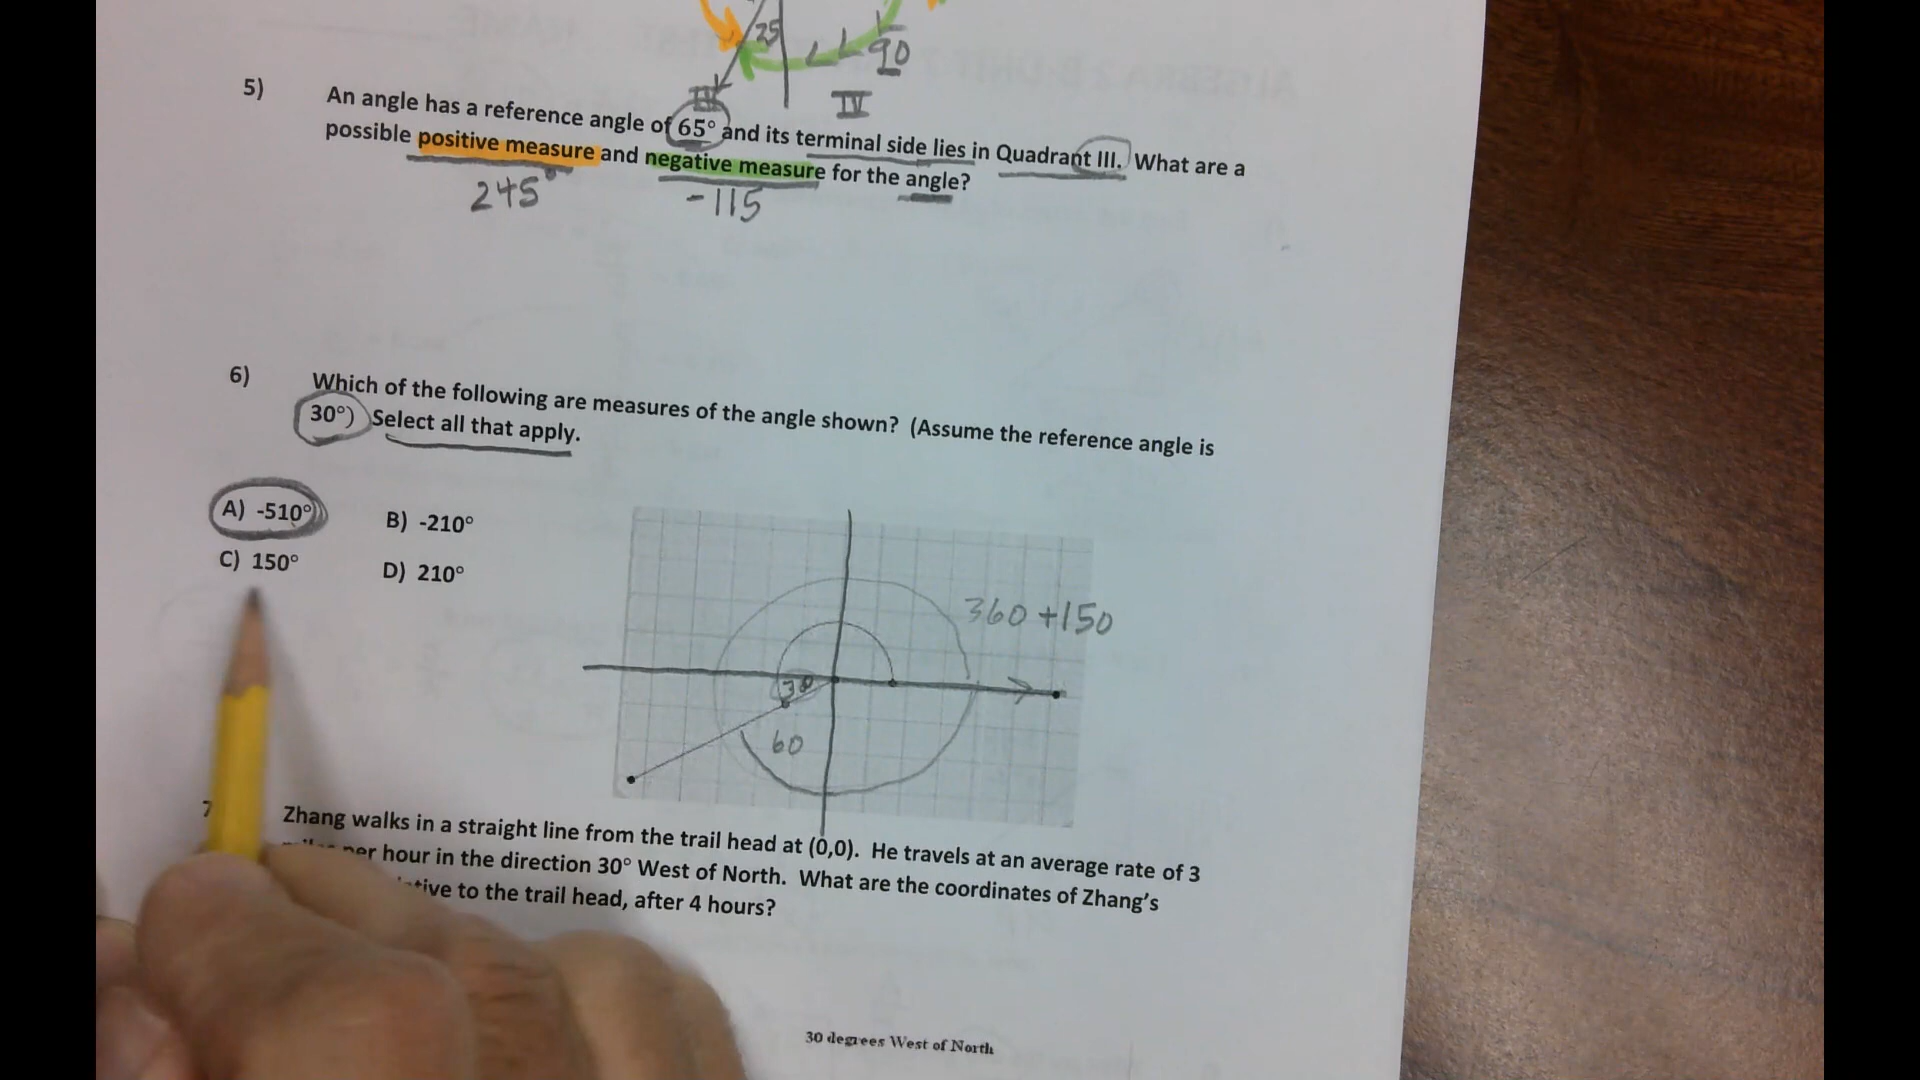 25
90
IV
5) An angle has a reference angle of 65° and its terminal side lies in Quadrant III. What are a
possible positive measure and negative measure for the angle?
245° -115
6) Which of the following are measures of the angle shown? (Assume the reference angle is
30°) Select all that apply.
A) -510° B) -210°
C) 150° D) 210°
360 + 150
30
60
7 Zhang walks in a straight line from the trail head at (0,0). He travels at an average rate of 3
per hour in the direction 30° West of North. What are the coordinates of Zhang's
to the trail head, after 4 hours?
30 degrees West of North